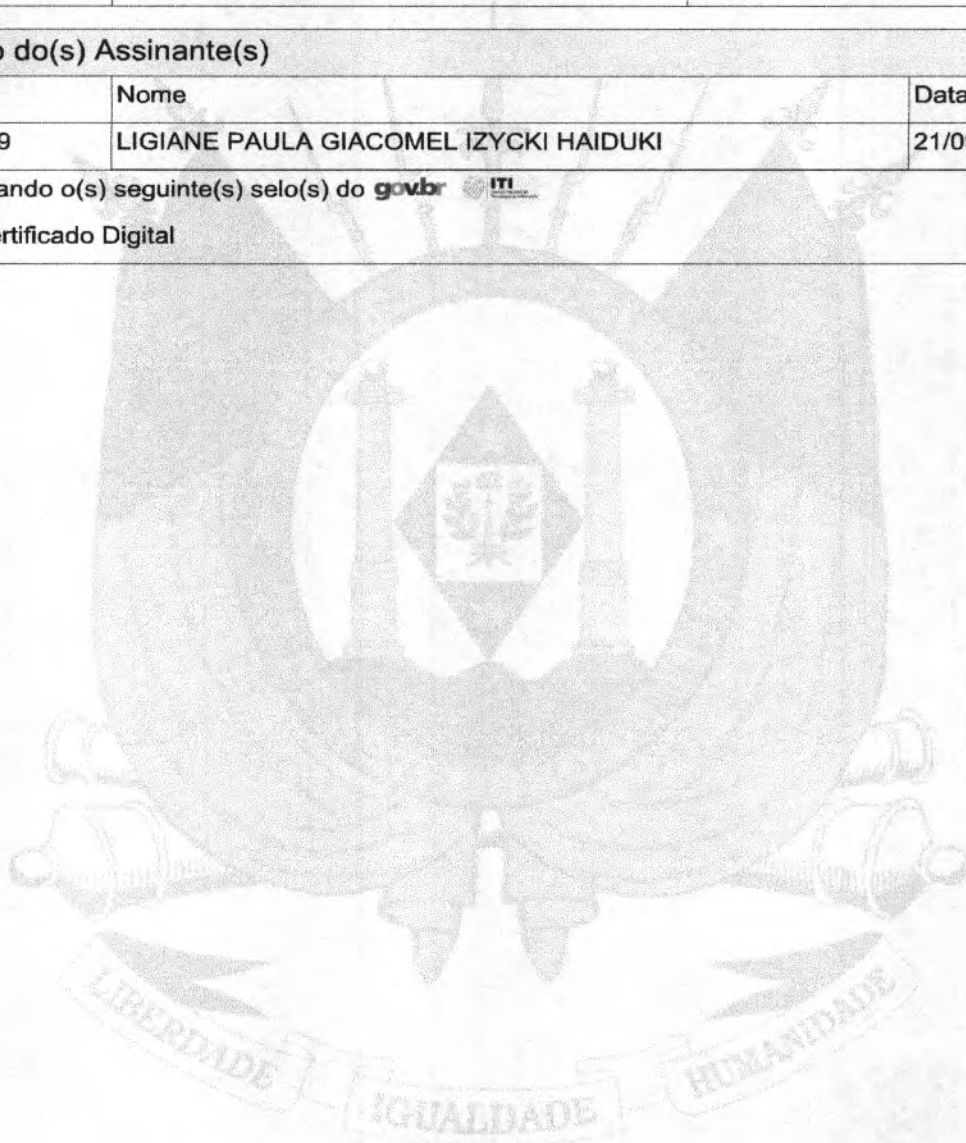 do(s) Assinante(s)
Nome Data
9 LIGIANE PAULA GIACOMEL IZYCKI HAIDUKI 21/0
ando o(s) seguinte(s) selo(s) do gov.br ITI
ertificado Digital
LIBERDADE IGUALDADE HUMANIDADE